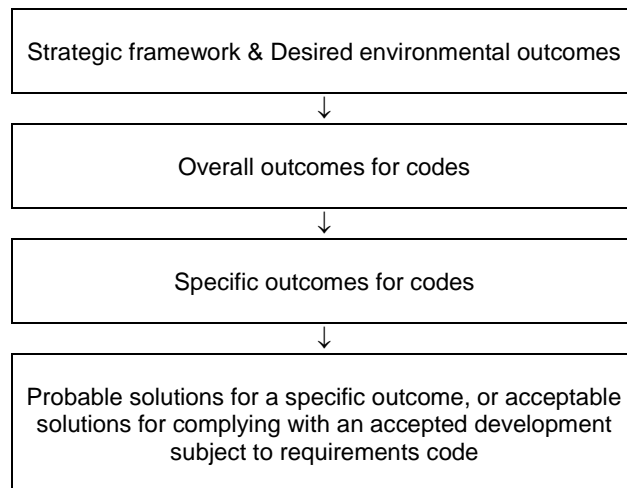 Strategic framework & Desired environmental outcomes
↓
Overall outcomes for codes
↓
Specific outcomes for codes
↓
Probable solutions for a specific outcome, or acceptable
solutions for complying with an accepted development
subject to requirements code